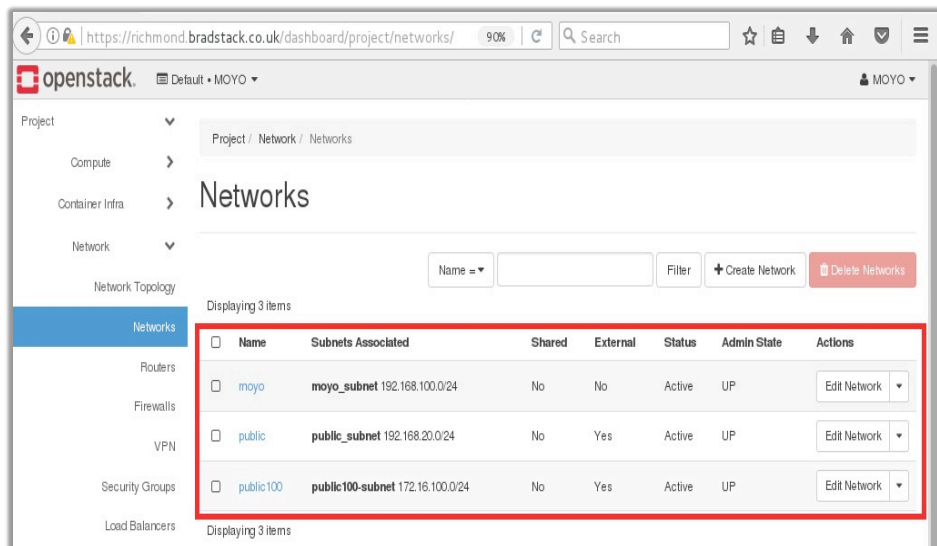 https://richmond.bradstack.co.uk/dashboard/project/networks/ 90% Search
openstack. Default • MOYO MOYO
Project
Project / Network / Networks
Compute
Container Infra
Networks
Network
Name = Filter + Create Network Delete Networks
Network Topology
Displaying 3 items
Networks
Name Subnets Associated Shared External Status Admin State Actions
Routers
moyo moyo_subnet 192.168.100.0/24 No No Active UP Edit Network
Firewalls
public public_subnet 192.168.20.0/24 No Yes Active UP Edit Network
VPN
Security Groups
public100 public100-subnet 172.16.100.0/24 No Yes Active UP Edit Network
Load Balancers
Displaying 3 items